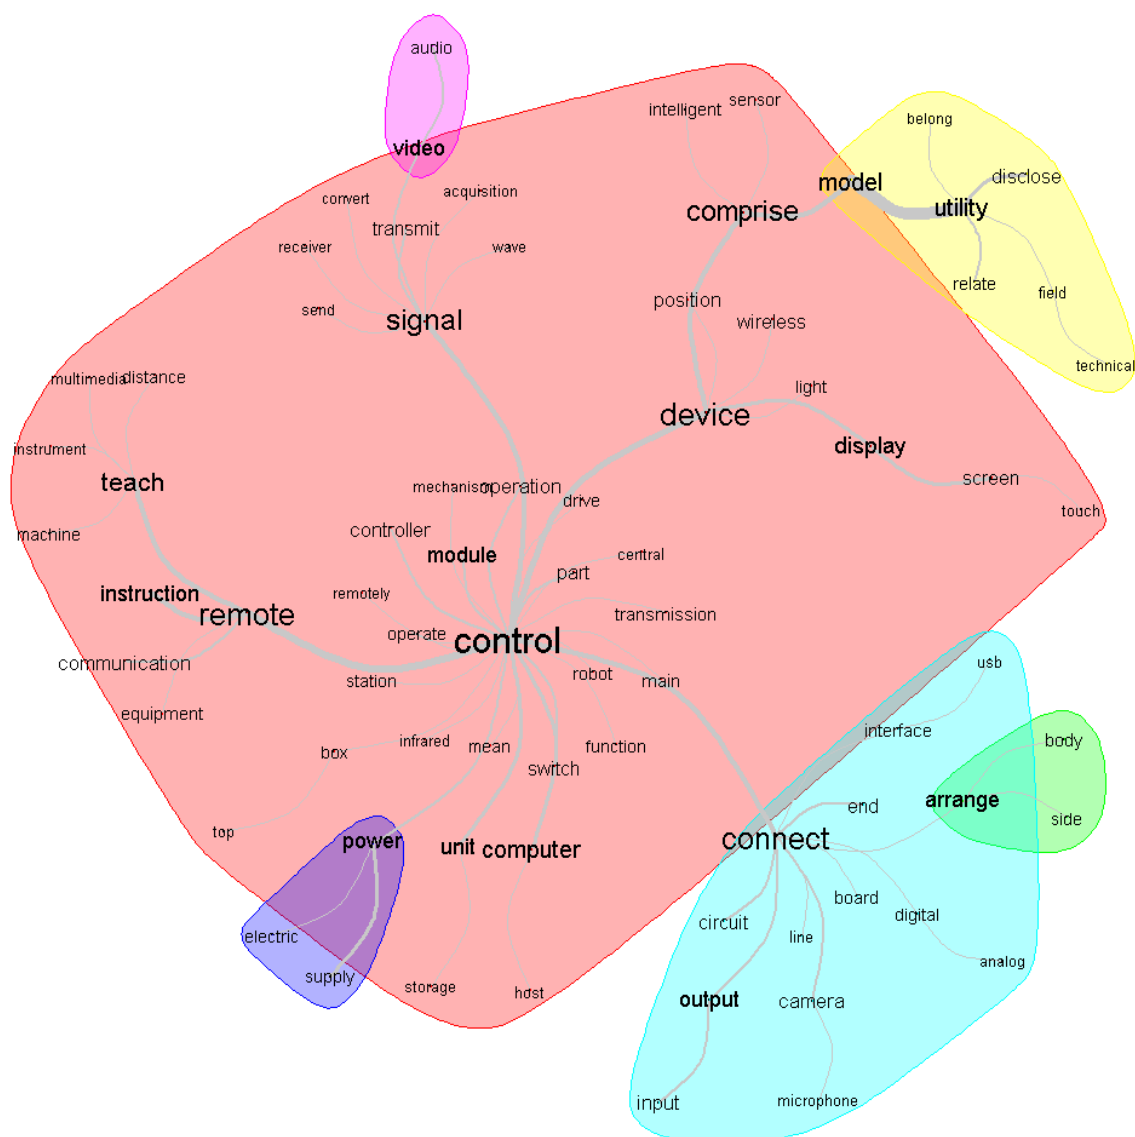 audio
intelligent
sensor
belong
video
model
disclose
convert
acquisition
comprise
utility
receiver
transmit
wave
send
signal
position
wireless
relate
field
technical
multimedia
distance
light
device
instrument
display
teach
screen
touch
mechanism
operation
drive
machine
controller
module
central
part
instruction
remote
remotely
operate
control
transmission
communication
station
robot
main
usb
equipment
box
infrared
mean
switch
function
interface
body
top
power
unit
computer
connect
end
arrange
side
electric
supply
storage
host
circuit
line
board
digital
analog
output
camera
input
microphone